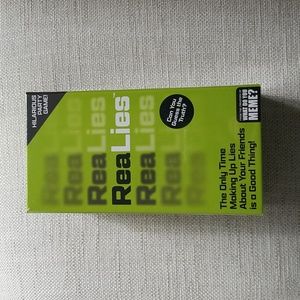 HILARIOUS
PARTY
GAME!
ReaLies
ReaLies
ReaLies™
ReaLies
Can You
Guess the
Truth?
WHAT DO YOU
MEME?
The Only Time
Making Up Lies
About Your Friends
Is a Good Thing!